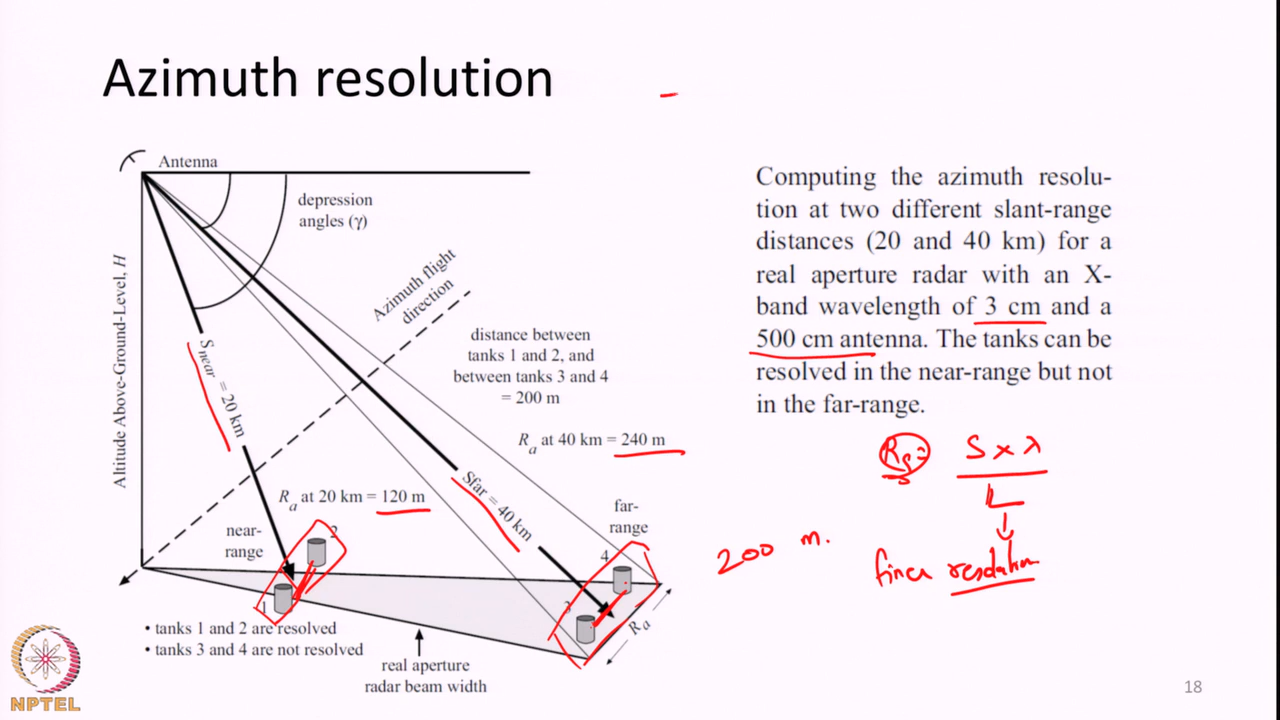 Azimuth resolution
Antenna
depression
angles (γ)
Altitude Above-Ground-Level, H
Azimuth flight
direction
S near = 20 km
distance between
tanks 1 and 2, and
between tanks 3 and 4
= 200 m
Ra at 40 km = 240 m
Sfar = 40 km
Ra at 20 km = 120 m
near-
range
far-
range
2
1
4
3
Ra
• tanks 1 and 2 are resolved
• tanks 3 and 4 are not resolved
real aperture
radar beam width
Computing the azimuth resolu-
tion at two different slant-range
distances (20 and 40 km) for a
real aperture radar with an X-
band wavelength of 3 cm and a
500 cm antenna. The tanks can be
resolved in the near-range but not
in the far-range.
S × λ
L
200 m.
finer resolution
NPTEL
18